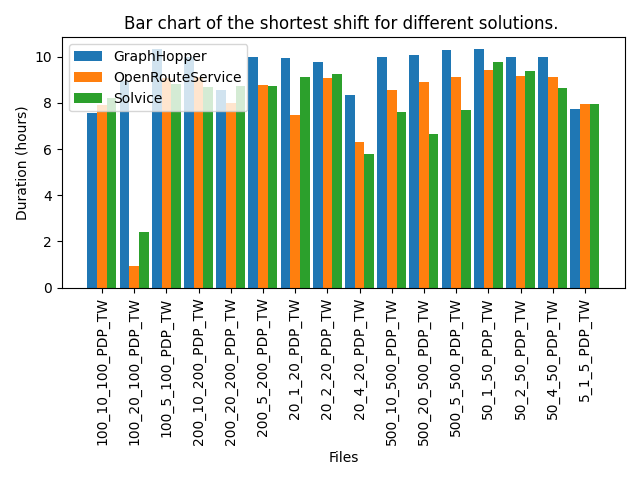 Bar chart of the shortest shift for different solutions.
GraphHopper
OpenRouteService
Solvice
Duration (hours)
10
8
6
4
2
0
100_10_100_PDP_TW
100_20_100_PDP_TW
100_5_100_PDP_TW
200_10_200_PDP_TW
200_20_200_PDP_TW
200_5_200_PDP_TW
20_1_20_PDP_TW
20_2_20_PDP_TW
20_4_20_PDP_TW
500_10_500_PDP_TW
500_20_500_PDP_TW
500_5_500_PDP_TW
50_1_50_PDP_TW
50_2_50_PDP_TW
50_4_50_PDP_TW
5_1_5_PDP_TW
Files